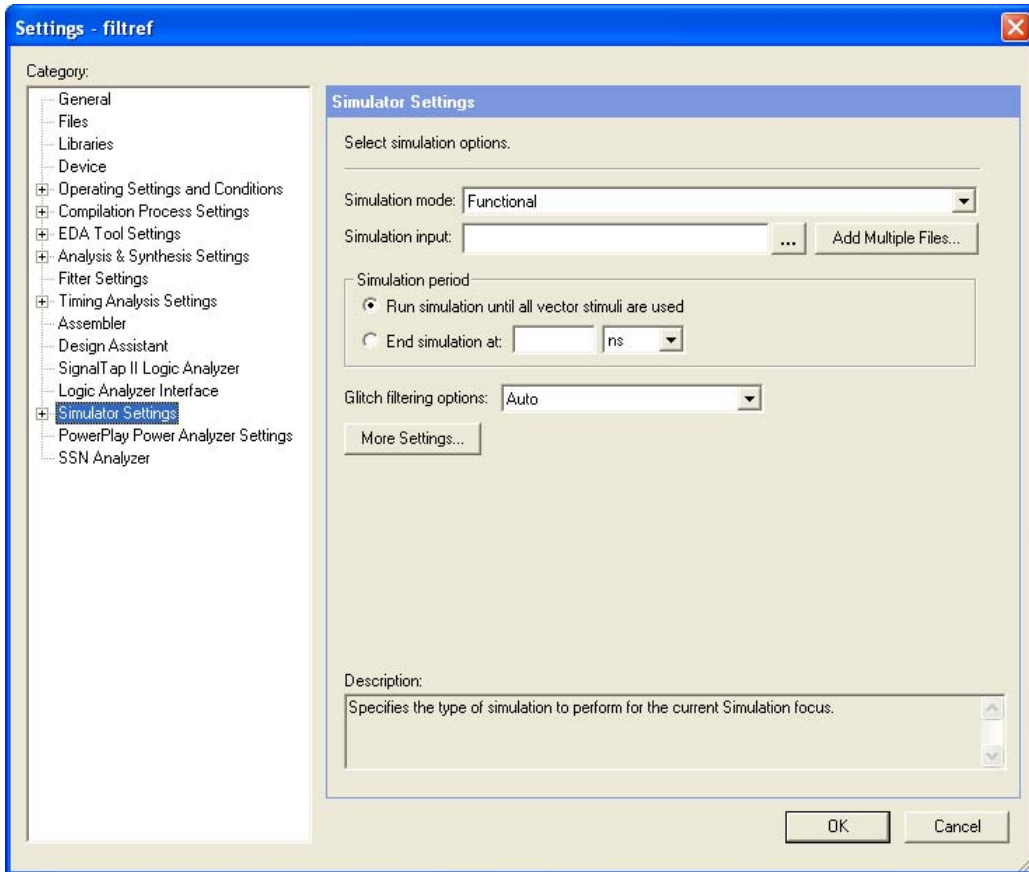 Settings - filtref
Category:
General
Files
Libraries
Device
Operating Settings and Conditions
Compilation Process Settings
EDA Tool Settings
Analysis & Synthesis Settings
Fitter Settings
Timing Analysis Settings
Assembler
Design Assistant
SignalTap II Logic Analyzer
Logic Analyzer Interface
Simulator Settings
PowerPlay Power Analyzer Settings
SSN Analyzer
Simulator Settings
Select simulation options.
Simulation mode: Functional
Simulation input: ... Add Multiple Files...
Simulation period
Run simulation until all vector stimuli are used
End simulation at: ns
Glitch filtering options: Auto
More Settings...
Description:
Specifies the type of simulation to perform for the current Simulation focus.
OK Cancel